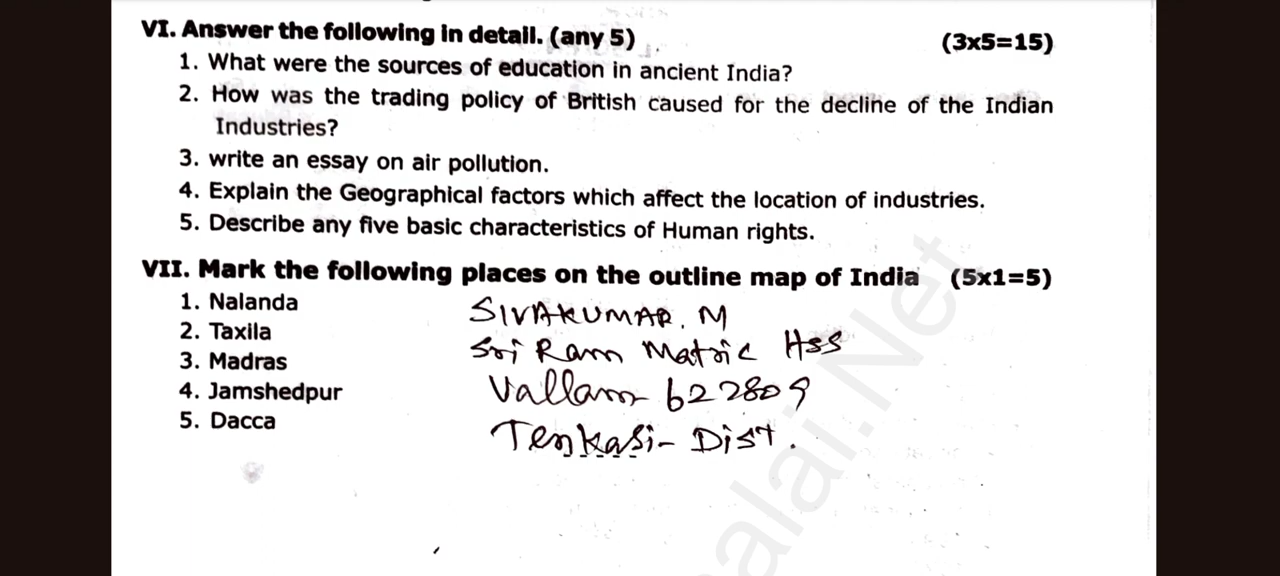 VI. Answer the following in detail. (any 5) (3x5=15)
1. What were the sources of education in ancient India?
2. How was the trading policy of British caused for the decline of the Indian
Industries?
3. write an essay on air pollution.
4. Explain the Geographical factors which affect the location of industries.
5. Describe any five basic characteristics of Human rights.
VII. Mark the following places on the outline map of India (5x1=5)
1. Nalanda
2. Taxila
3. Madras
4. Jamshedpur
5. Dacca
SIVAKUMAR. M
Sri Ram Matric HSS
Vallam 622809
Tenkasi- Dist.
alai.Net